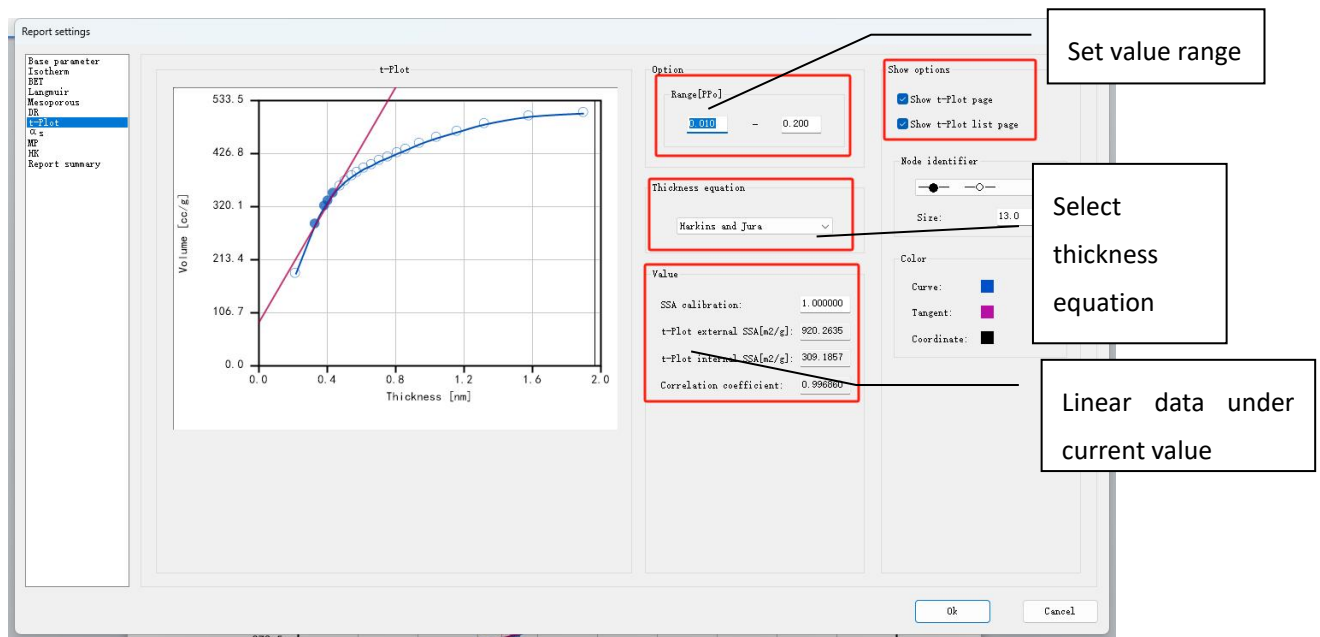 Report settings
Base parameter
Isotherm
BET
Langmuir
Mesoporous
DR
t-Plot
αs
MP
HK
Report summary
t-Plot
533.5
426.8
320.1
213.4
106.7
0.0
Volume [cc/g]
0.0 0.4 0.8 1.2 1.6 2.0
Thickness [nm]
Option
Range[PPo]
0.010 - 0.200
Thickness equation
Harkins and Jura
Value
SSA calibration: 1.000000
t-Plot external SSA[m2/g]: 920.2635
t-Plot internal SSA[m2/g]: 309.1857
Correlation coefficient: 0.996860
Show options
Show t-Plot page
Show t-Plot list page
Node identifier
Size: 13.0
Color
Curve:
Tangent:
Coordinate:
Ok Cancel
Set value range
Select
thickness
equation
Linear data under
current value